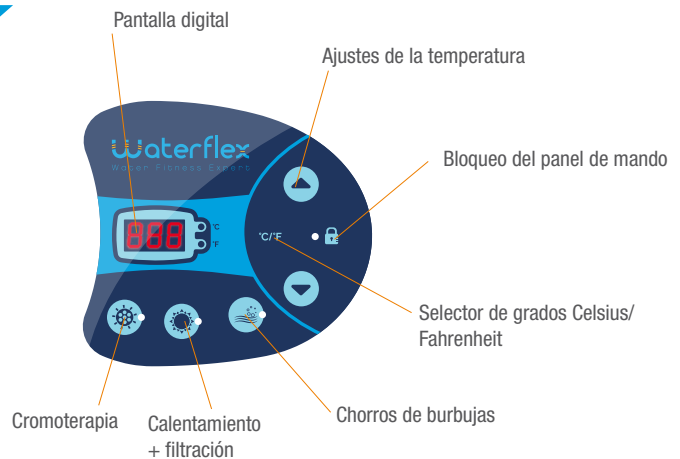 Pantalla digital
Ajustes de la temperatura
Bloqueo del panel de mando
waterflex
Water Fitness Expert
888
°C
°F
°C/°F
Selector de grados Celsius/
Fahrenheit
Cromoterapia
Calentamiento
+ filtración
Chorros de burbujas